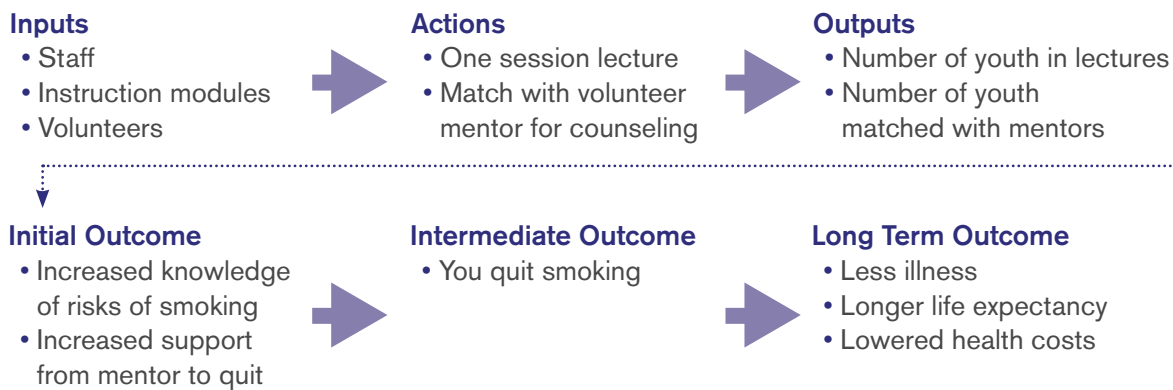 Inputs
• Staff
• Instruction modules
• Volunteers
Actions
• One session lecture
• Match with volunteer
mentor for counseling
Outputs
• Number of youth in lectures
• Number of youth
matched with mentors
Initial Outcome
• Increased knowledge
of risks of smoking
• Increased support
from mentor to quit
Intermediate Outcome
• You quit smoking
Long Term Outcome
• Less illness
• Longer life expectancy
• Lowered health costs